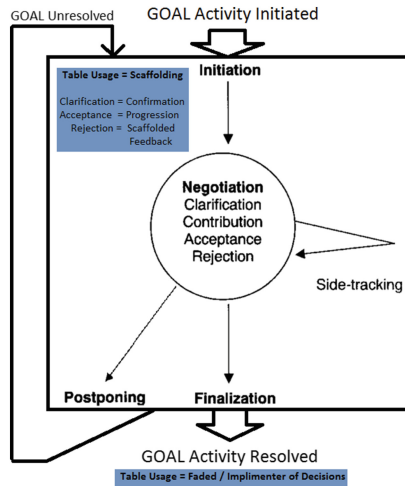 GOAL Unresolved
GOAL Activity Initiated
Table Usage = Scaffolding
Clarification = Confirmation
Acceptance = Progression
Rejection = Scaffolded
Feedback
Initiation
Negotiation
Clarification
Contribution
Acceptance
Rejection
Side-tracking
Postponing
Finalization
GOAL Activity Resolved
Table Usage = Faded / Implimenter of Decisions